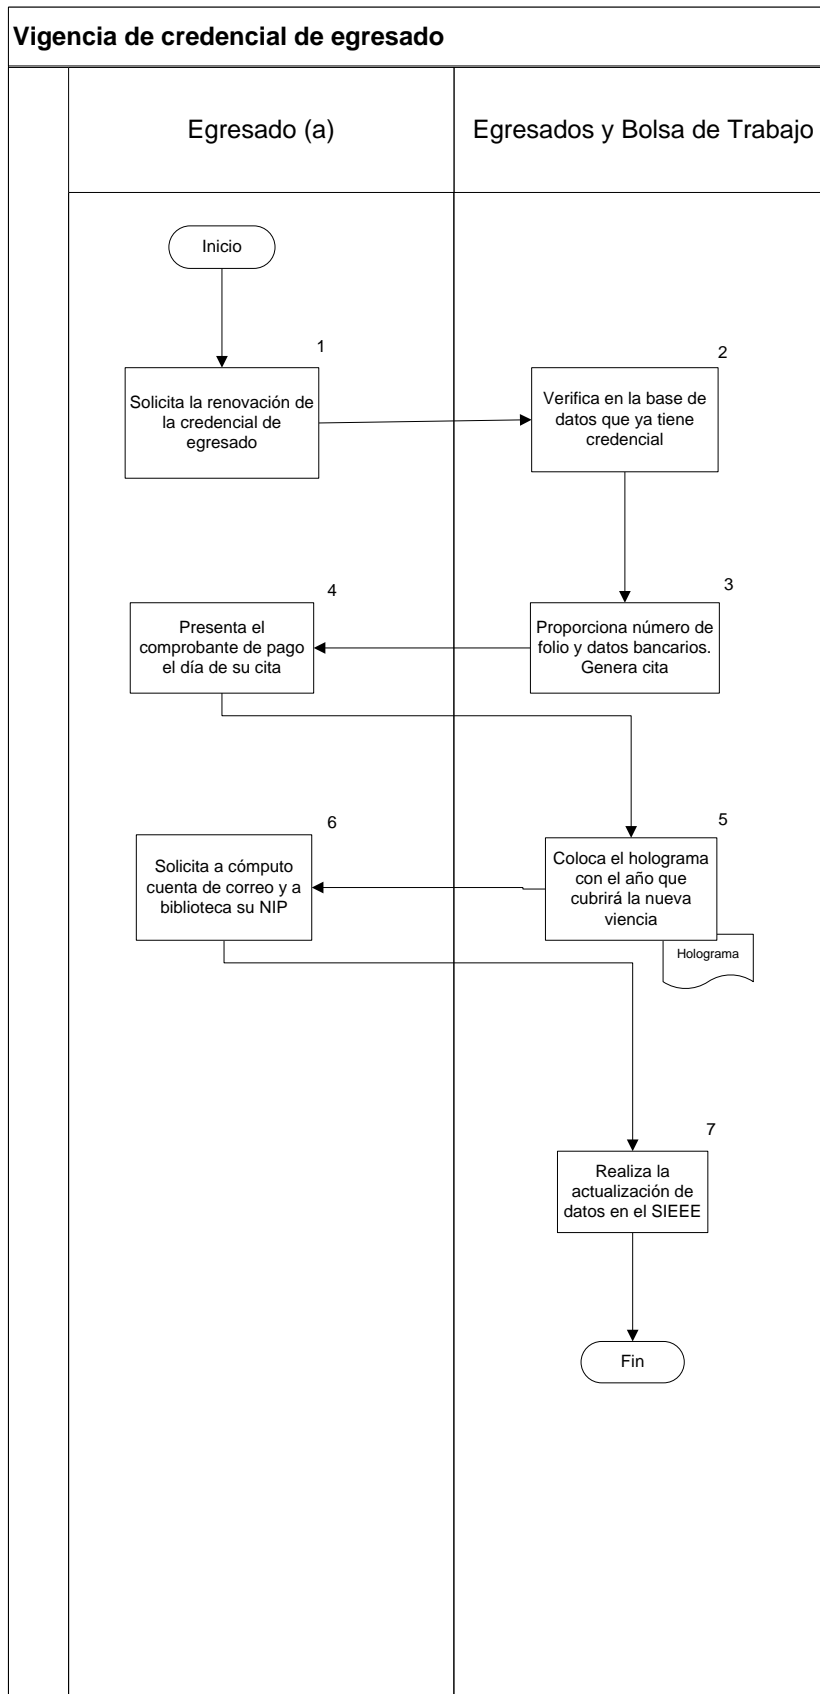 Vigencia de credencial de egresado
Egresado (a)
Egresados y Bolsa de Trabajo
Inicio
1
Solicita la renovación de
la credencial de
egresado
2
Verifica en la base de
datos que ya tiene
credencial
3
Proporciona número de
folio y datos bancarios.
Genera cita
4
Presenta el
comprobante de pago
el día de su cita
5
Coloca el holograma
con el año que
cubrirá la nueva
viencia
Holograma
6
Solicita a cómputo
cuenta de correo y a
biblioteca su NIP
7
Realiza la
actualización de
datos en el SIEEE
Fin